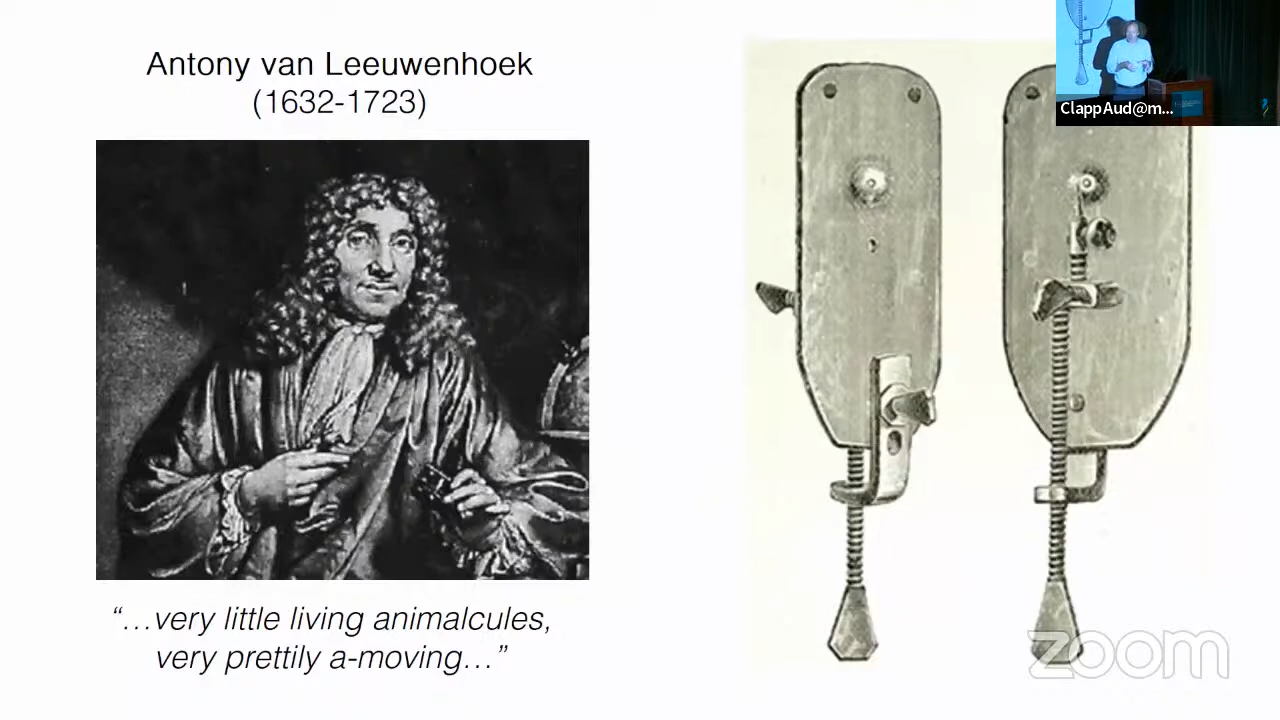 Antony van Leeuwenhoek
(1632-1723)
“…very little living animalcules,
very prettily a-moving…”
ClappAud@m...
zoom